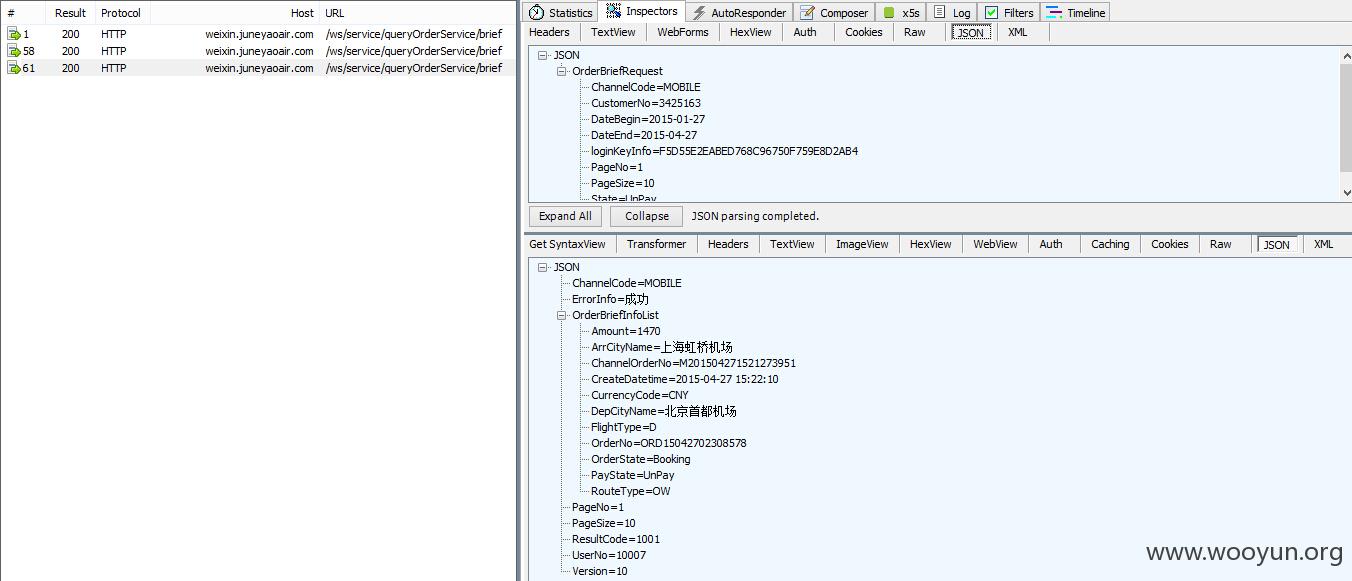 # Result Protocol Host URL
1 200 HTTP weixin.juneyaoair.com /ws/service/queryOrderService/brief
58 200 HTTP weixin.juneyaoair.com /ws/service/queryOrderService/brief
61 200 HTTP weixin.juneyaoair.com /ws/service/queryOrderService/brief
Statistics Inspectors AutoResponder Composer x5s Log Filters Timeline
Headers TextView WebForms HexView Auth Cookies Raw JSON XML
JSON
OrderBriefRequest
ChannelCode=MOBILE
CustomerNo=3425163
DateBegin=2015-01-27
DateEnd=2015-04-27
loginKeyInfo=F5D55E2EABED768C96750F759E8D2AB4
PageNo=1
PageSize=10
State=UnPay
Expand All Collapse JSON parsing completed.
Get SyntaxView Transformer Headers TextView ImageView HexView WebView Auth Caching Cookies Raw JSON XML
JSON
ChannelCode=MOBILE
ErrorInfo=成功
OrderBriefInfoList
Amount=1470
ArrCityName=上海虹桥机场
ChannelOrderNo=M201504271521273951
CreateDatetime=2015-04-27 15:22:10
CurrencyCode=CNY
DepCityName=北京首都机场
FlightType=D
OrderNo=ORD15042702308578
OrderState=Booking
PayState=UnPay
RouteType=OW
PageNo=1
PageSize=10
ResultCode=1001
UserNo=10007
Version=10
www.wooyun.org